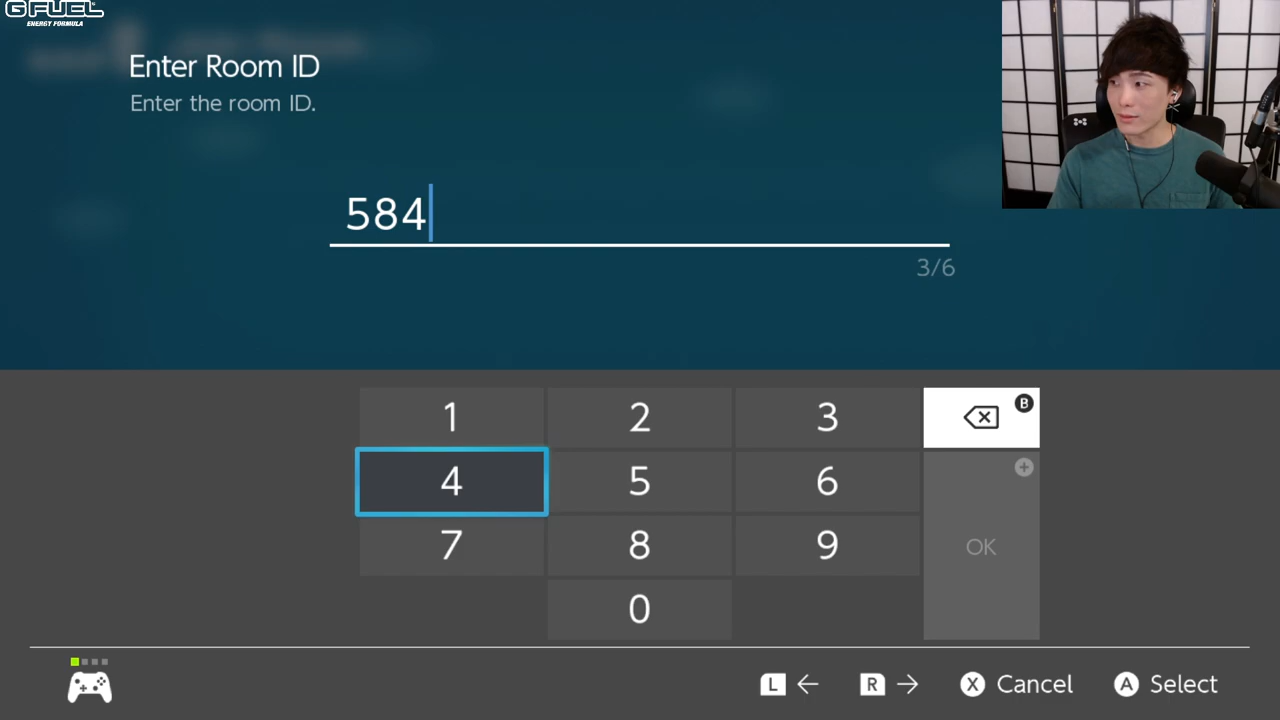 G FUEL
ENERGY FORMULA
Enter Room ID
Enter the room ID.
584
3/6
1 2 3 B
4 5 6 +
7 8 9 OK
0
L ← R → X Cancel A Select